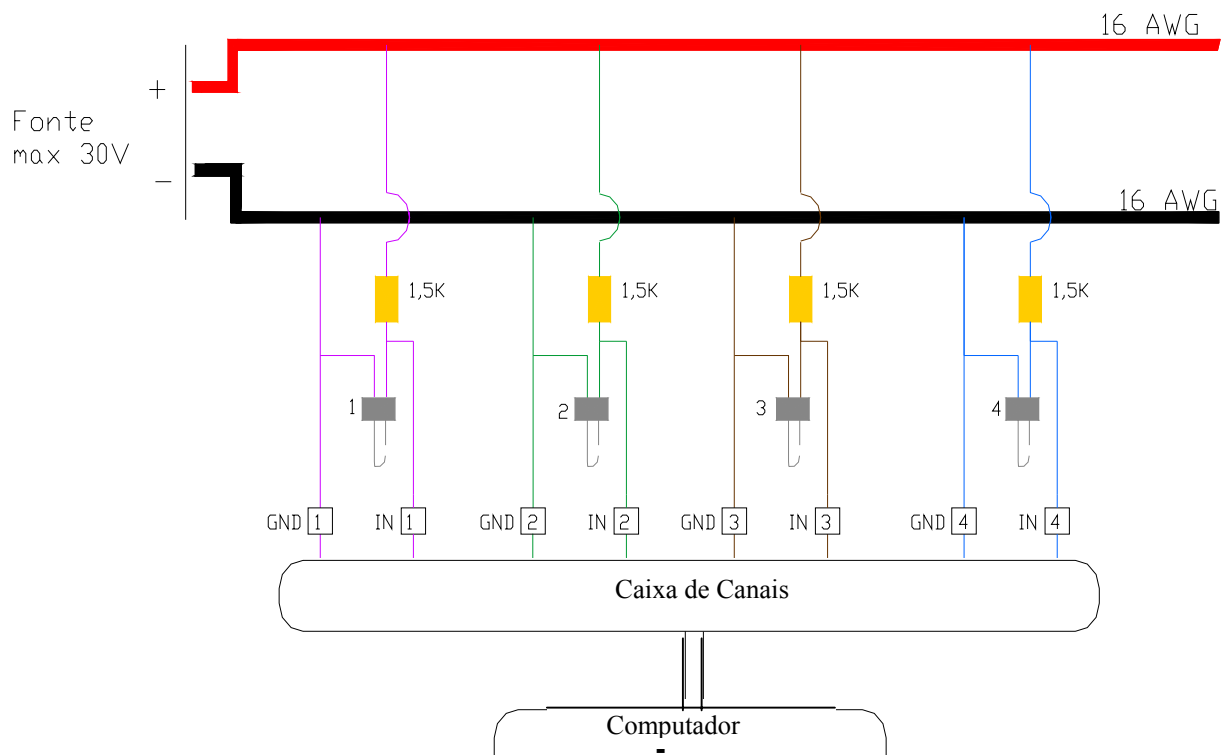 16 AWG
+
Fonte
max 30V
-
16 AWG
1,5K
1,5K
1,5K
1,5K
1
2
3
4
GND 1
IN 1
GND 2
IN 2
GND 3
IN 3
GND 4
IN 4
Caixa de Canais
Computador